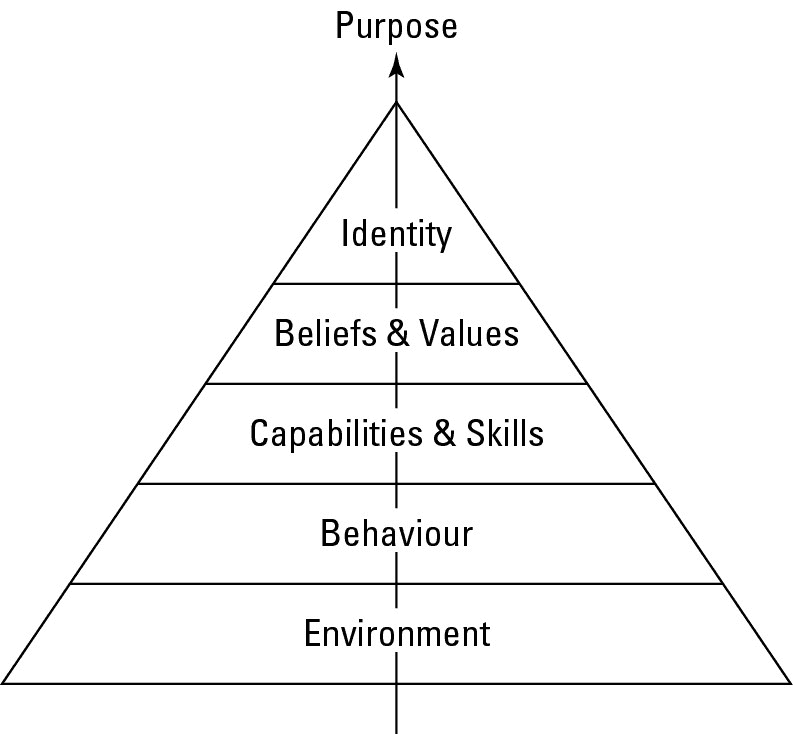 Purpose
Identity
Beliefs & Values
Capabilities & Skills
Behaviour
Environment